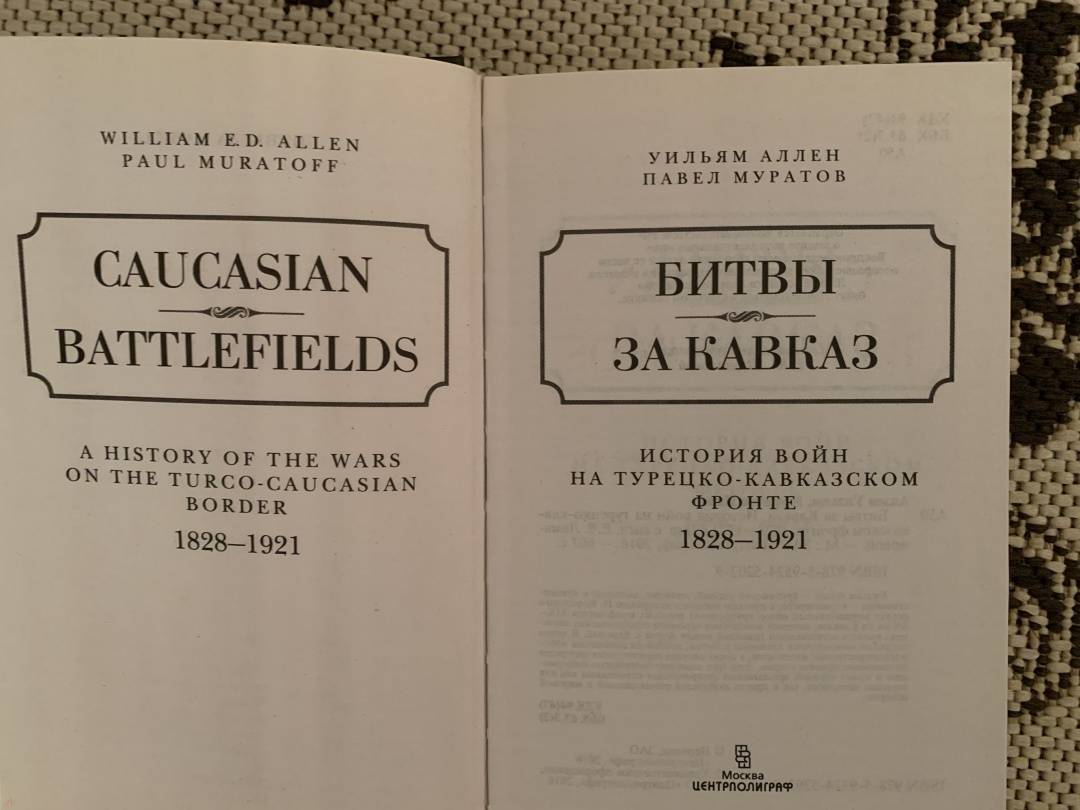 WILLIAM E.D. ALLEN
PAUL MURATOFF
CAUCASIAN
BATTLEFIELDS
A HISTORY OF THE WARS
ON THE TURCO-CAUCASIAN
BORDER
1828—1921
УИЛЬЯМ АЛЛЕН
ПАВЕЛ МУРАТОВ
БИТВЫ
ЗА КАВКАЗ
ИСТОРИЯ ВОЙН
НА ТУРЕЦКО-КАВКАЗСКОМ
ФРОНТЕ
1828—1921
Москва
ЦЕНТРПОЛИГРАФ